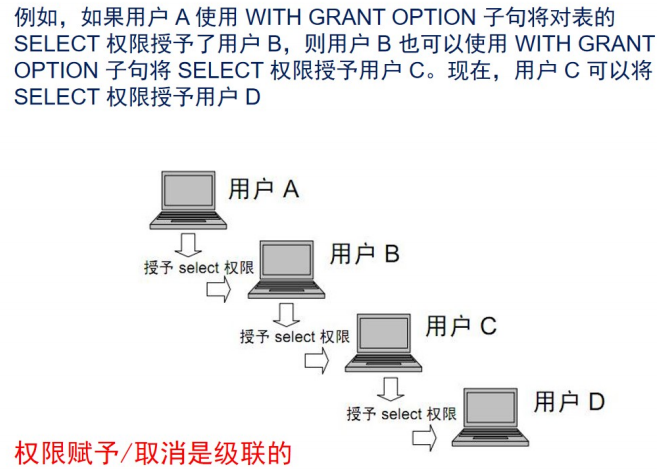 例如，如果用户 A 使用 WITH GRANT OPTION 子句将对表的
SELECT 权限授予了用户 B，则用户 B 也可以使用 WITH GRANT
OPTION 子句将 SELECT 权限授予用户 C。现在，用户 C 可以将
SELECT 权限授予用户 D
用户 A
授予 select 权限
用户 B
授予 select 权限
用户 C
授予 select 权限
用户 D
权限赋予/取消是级联的